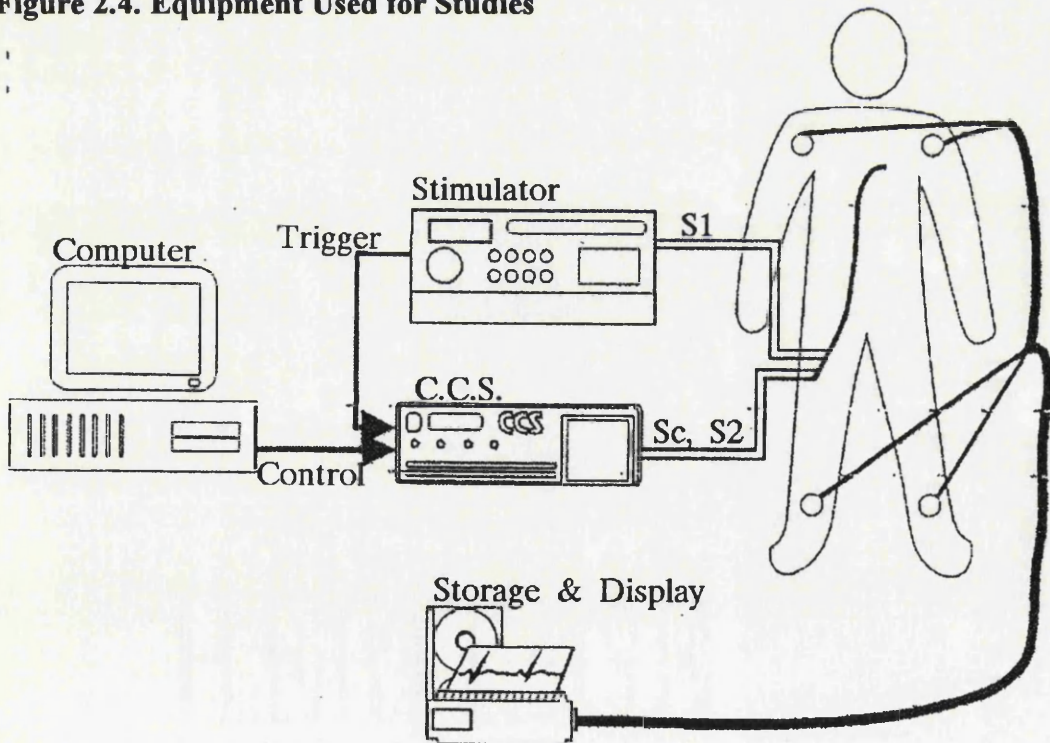 Figure 2.4. Equipment Used for Studies
Stimulator
S1
Trigger
Computer
C.C.S.
CCS
Sc, S2
Control
Storage & Display